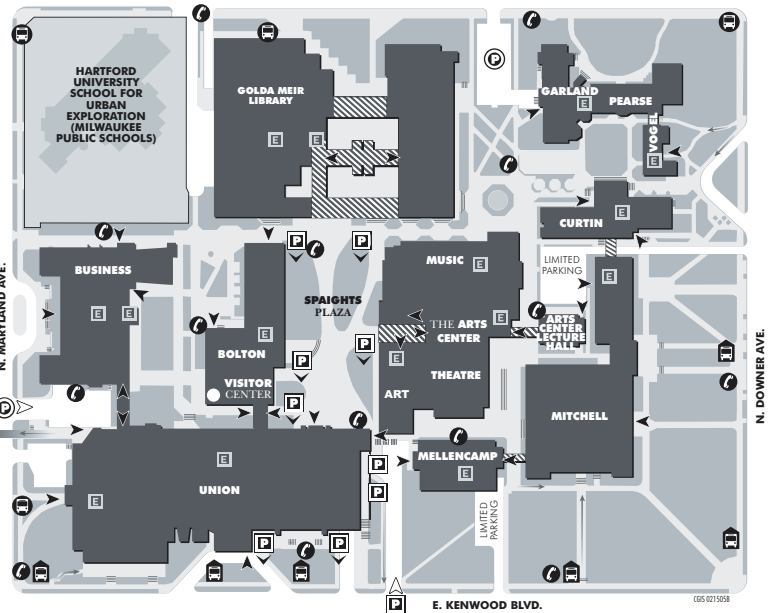 HARTFORD
UNIVERSITY
SCHOOL FOR
URBAN
EXPLORATION
(MILWAUKEE
PUBLIC SCHOOLS)
GOLDA MEIR
LIBRARY
E
E
P
GARLAND
E
PEARSE
VOGEL
E
CURTIN
E
LIMITED
PARKING
E
BUSINESS
E
E
N. MARYLAND AVE.
P
P
P
SPAIGHTS
PLAZA
MUSIC
E
E
THE ARTS
CENTER
E
THEATRE
ART
P
ARTS
CENTER
LECTURE
HALL
E
BOLTON
VISITOR
CENTER
P
P
MITCHELL
N. DOWNER AVE.
MELLENCAMP
E
LIMITED
PARKING
E
E
UNION
P
P
P
P
P
E. KENWOOD BLVD.
CGIS 021505B